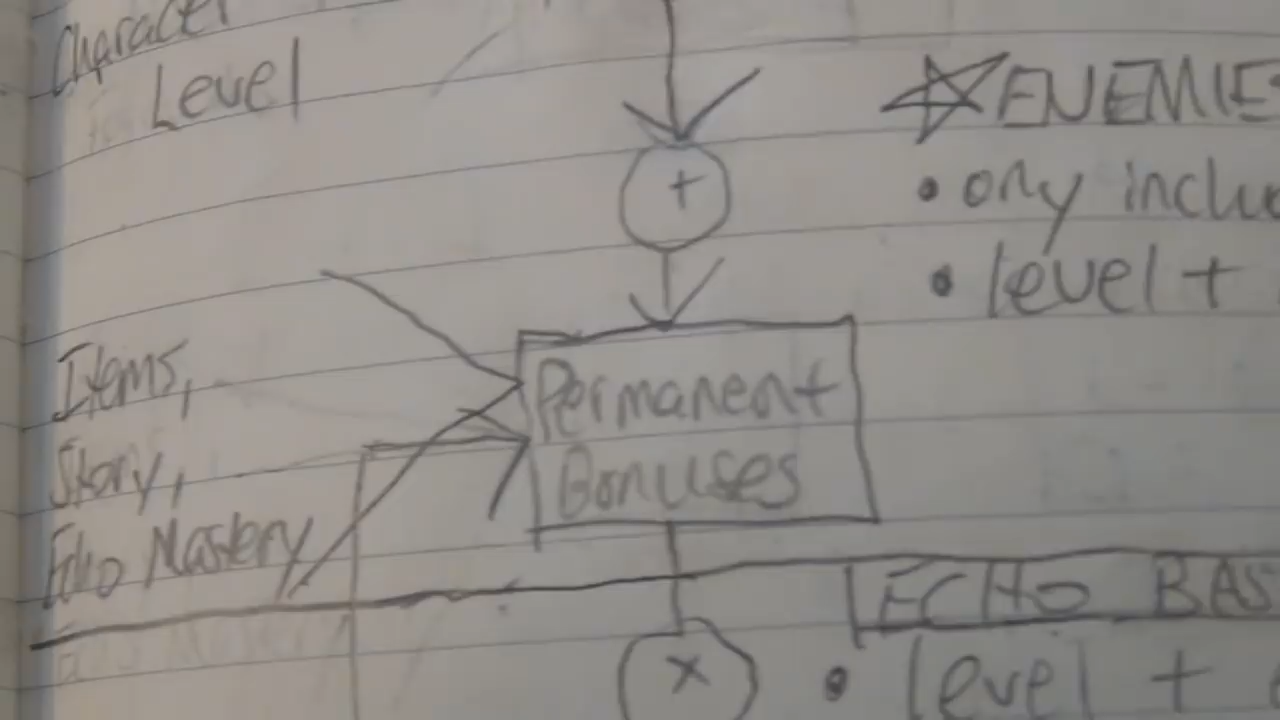 Character
Level
+
ENEMIES
• only inclu
• level +
Items,
Story,
Echo Mastery
Permanent
Bonuses
ECHO BAS
x
• level +